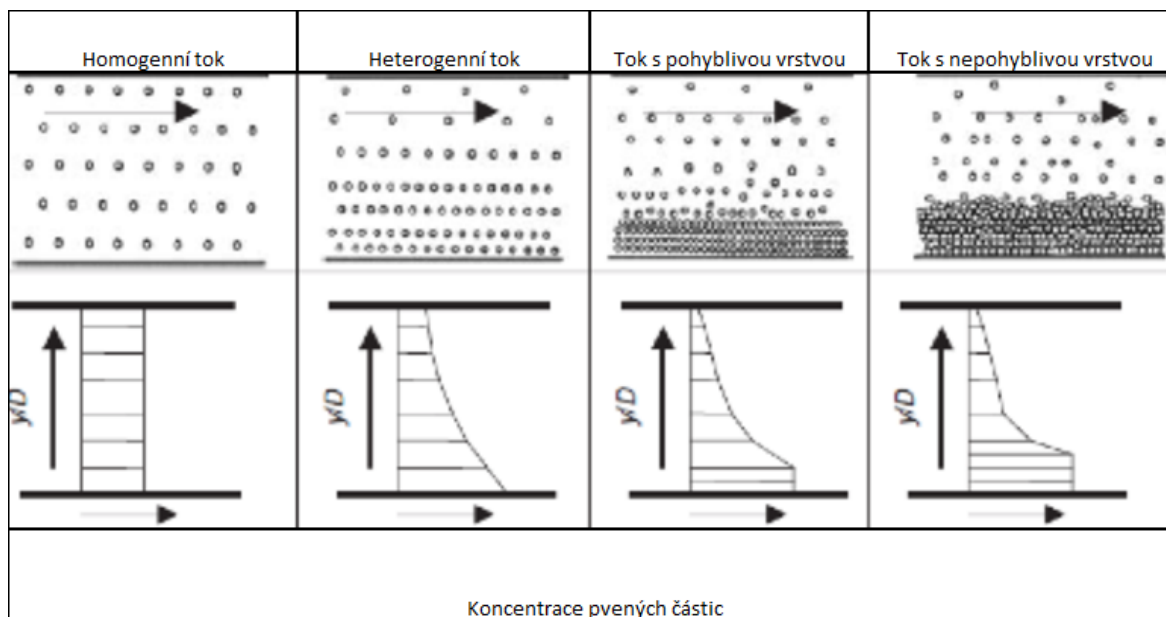 Homogenní tok
Heterogenní tok
Tok s pohyblivou vrstvou
Tok s nepohyblivou vrstvou
y/D
y/D
y/D
y/D
Koncentrace pvených částic